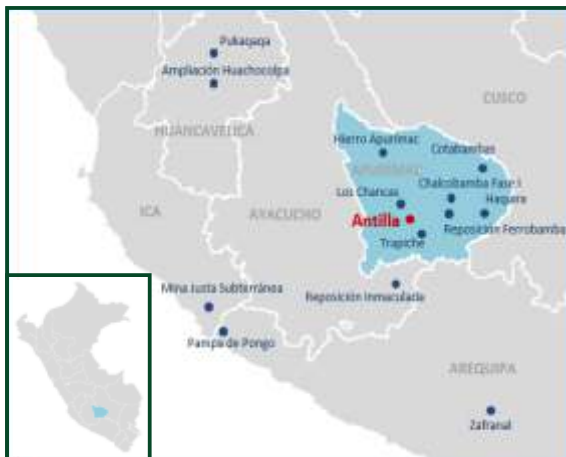 Pukaqaqa
Ampliación Huachocolpa
CUSCO
HUANCAVELICA
Hierro Apurímac
Cotabambas
APURÍMAC
Chalcobamba Fase I
Los Chancas
Haquira
ICA
AYACUCHO
Antilla
Reposición Ferrobamba
Trapiche
Mina Justa Subterránea
Reposición Inmaculada
Pampa de Pongo
AREQUIPA
Zafranal